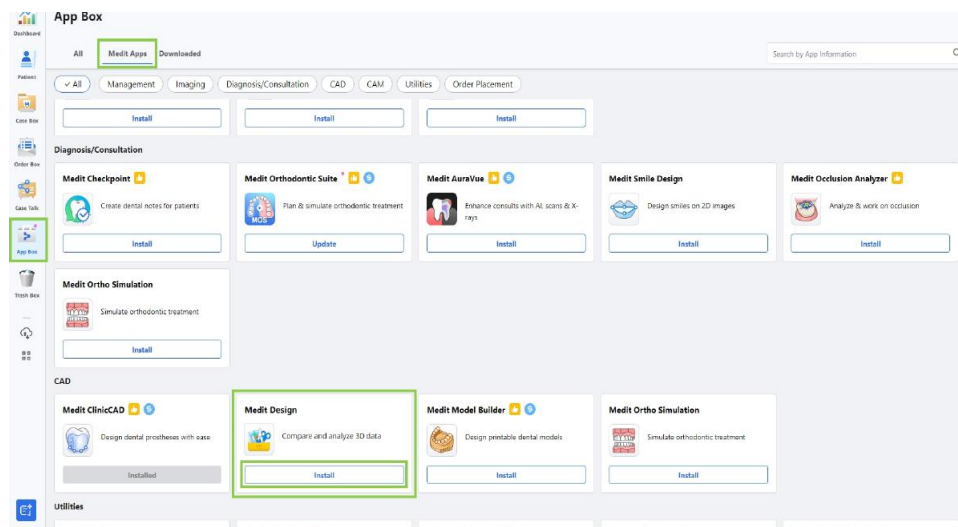 App Box
Dashboard
Patient
Case Box
Order Box
Case Talk
App Box
Trash Box
All
Medit Apps
Downloaded
Search by App Information
All
Management
Imaging
Diagnosis/Consultation
CAD
CAM
Utilities
Order Placement
Install
Install
Install
Diagnosis/Consultation
Medit Checkpoint
Create dental notes for patients
Install
Medit Orthodontic Suite
MOS
Plan & simulate orthodontic treatment
Update
Medit AuraVue
Enhance consults with AI, scans & X-
rays
Install
Medit Smile Design
Design smiles on 2D images
Install
Medit Occlusion Analyzer
Analyze & work on occlusion
Install
Medit Ortho Simulation
Simulate orthodontic treatment
Install
CAD
Medit ClinicCAD
Design dental prostheses with ease
Installed
Medit Design
Compare and analyze 3D data
Install
Medit Model Builder
Design printable dental models
Install
Medit Ortho Simulation
Simulate orthodontic treatment
Install
Utilities